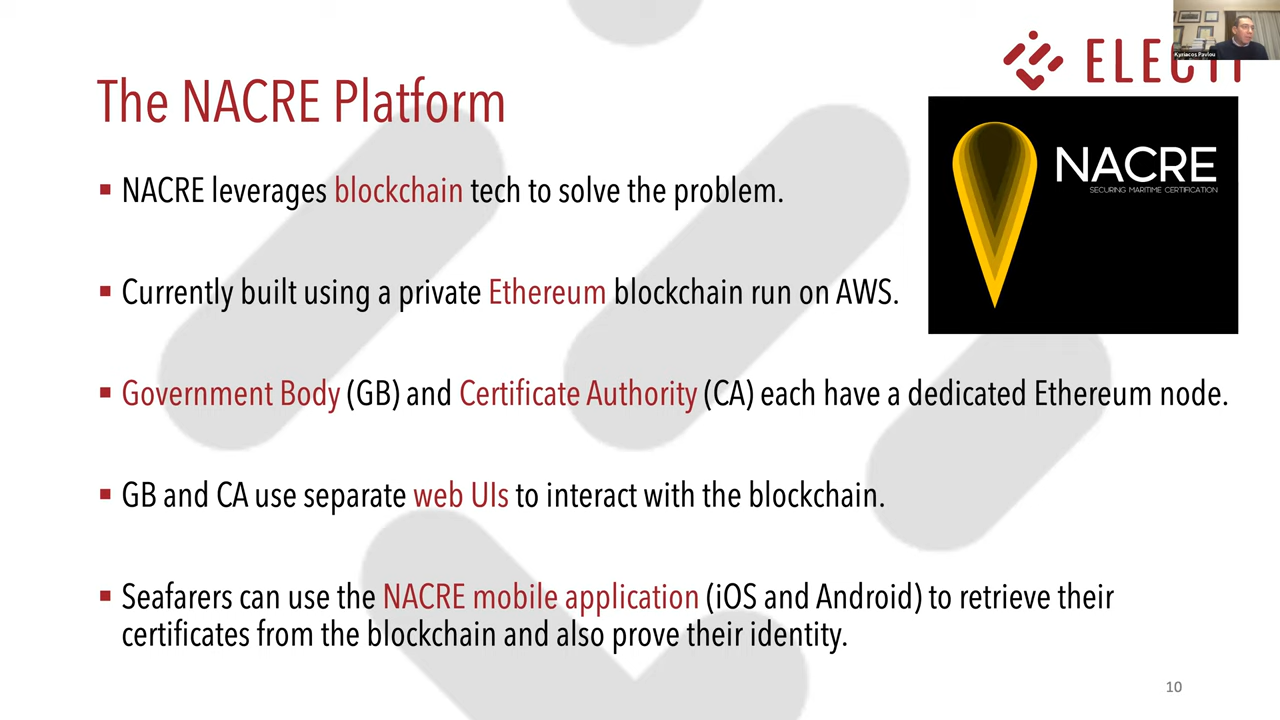 Kyriacos Pavlou
The NACRE Platform
NACRE
SECURING MARITIME CERTIFICATION
▪ NACRE leverages blockchain tech to solve the problem.
▪ Currently built using a private Ethereum blockchain run on AWS.
▪ Government Body (GB) and Certificate Authority (CA) each have a dedicated Ethereum node.
▪ GB and CA use separate web UIs to interact with the blockchain.
▪ Seafarers can use the NACRE mobile application (iOS and Android) to retrieve their
certificates from the blockchain and also prove their identity.
10